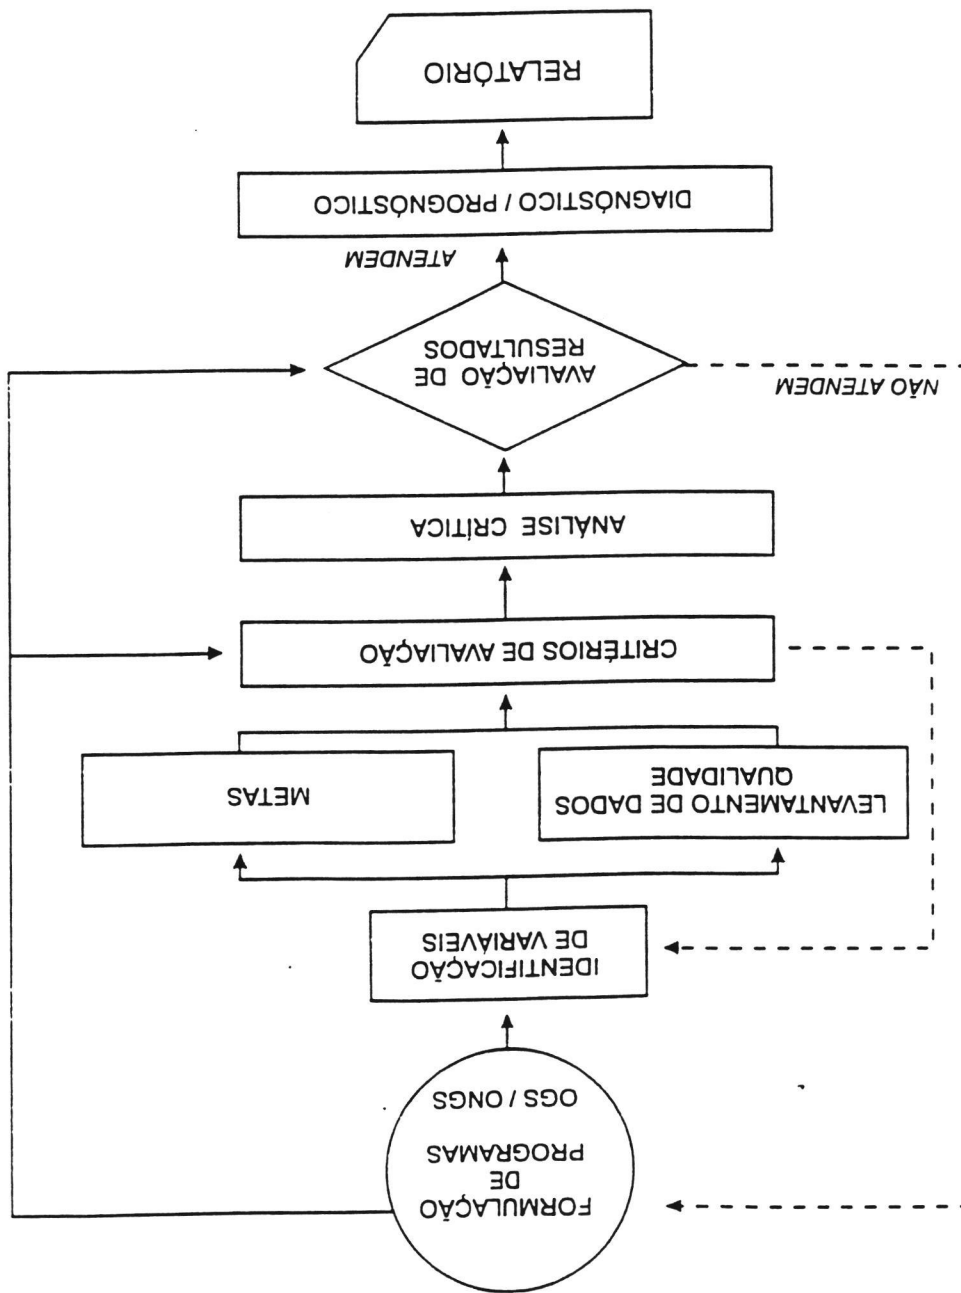 FORMULAÇÃO
DE
PROGRAMAS
OGS / ONGS
IDENTIFICAÇÃO
DE VARIÁVEIS
LEVANTAMENTO DE DADOS
QUALIDADE
METAS
CRITÉRIOS DE AVALIAÇÃO
ANÁLISE CRÍTICA
AVALIAÇÃO DE
RESULTADOS
NÃO ATENDEM
ATENDEM
DIAGNÓSTICO / PROGNÓSTICO
RELATÓRIO